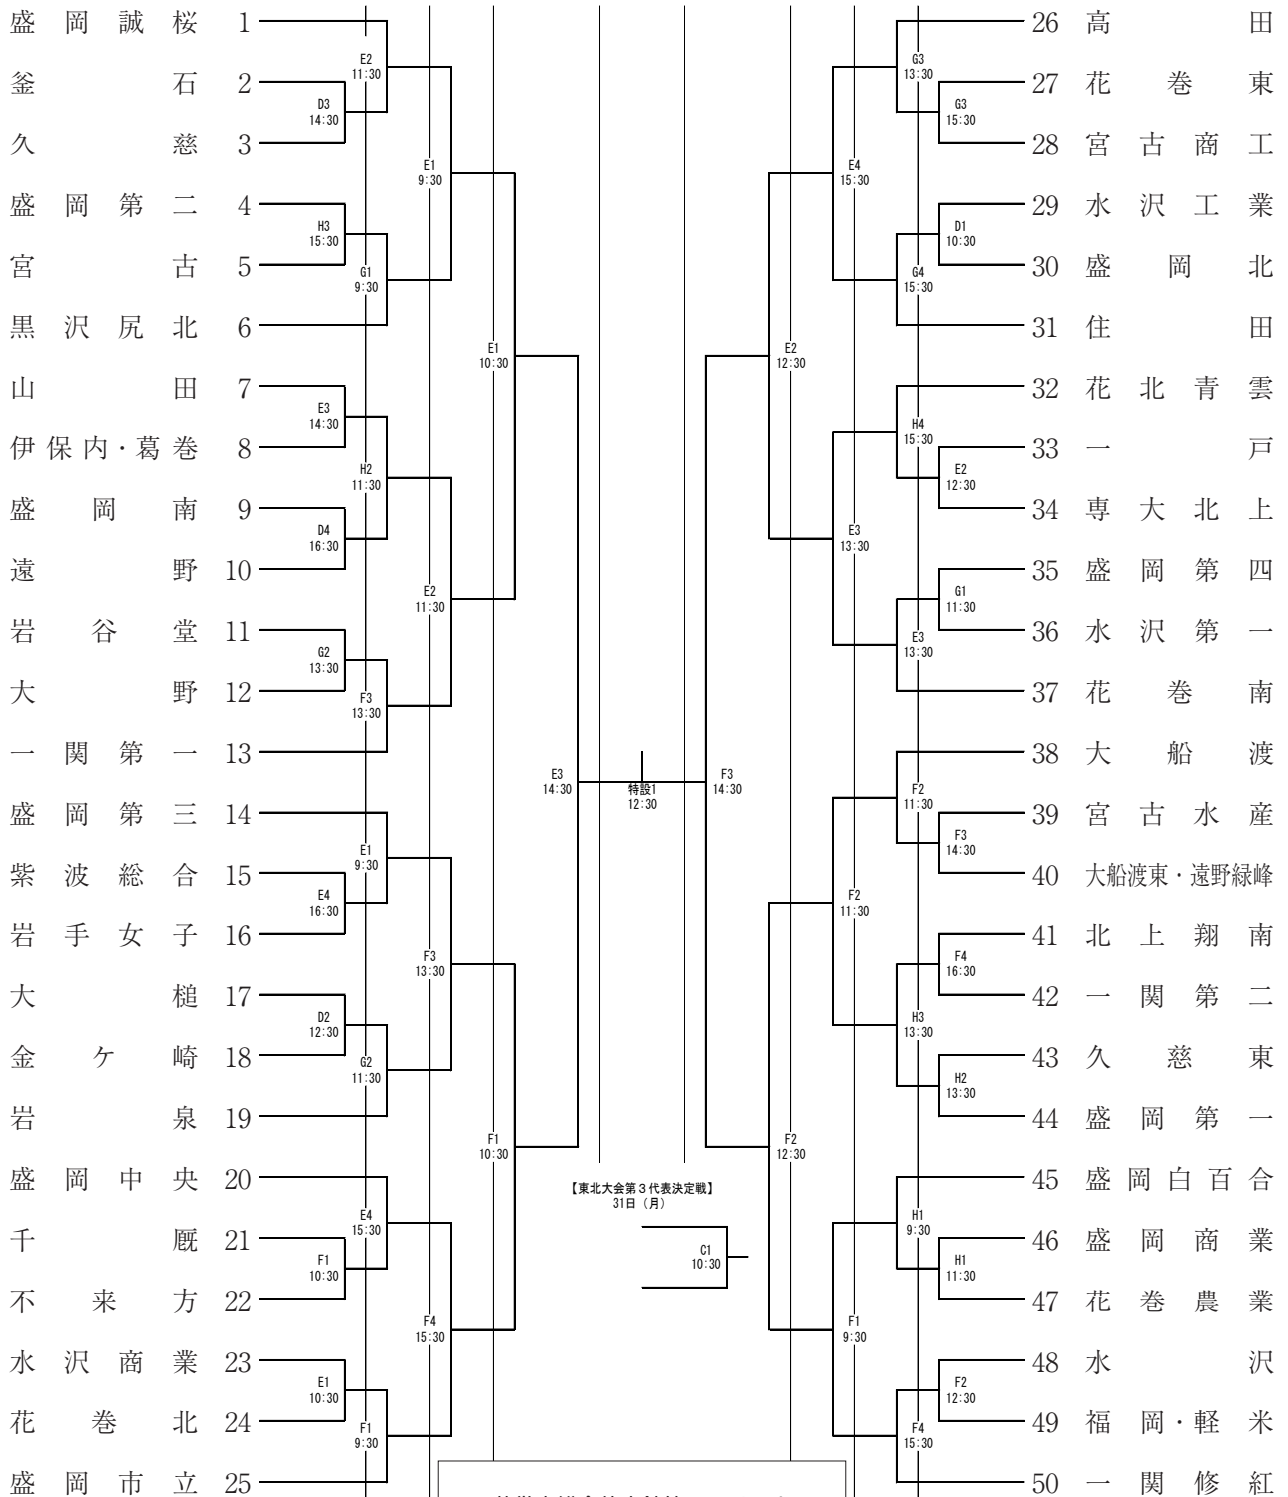 盛岡誠桜 1
釜石 2
久慈 3
盛岡第二 4
宮古 5
黒沢尻北 6
山田 7
伊保内・葛巻 8
盛岡南 9
遠野 10
岩谷堂 11
大野 12
一関第一 13
盛岡第三 14
紫波総合 15
岩手女子 16
大槌 17
金ケ崎 18
岩泉 19
盛岡中央 20
千厩 21
不来方 22
水沢商業 23
花巻北 24
盛岡市立 25
D3
14:30
H3
15:30
E3
14:30
D4
16:30
G2
13:30
E4
16:30
D2
12:30
F1
10:30
E1
10:30
E2
11:30
G1
9:30
H2
11:30
F3
13:30
E1
9:30
G2
11:30
E4
15:30
F1
9:30
E1
9:30
E2
11:30
F3
13:30
F4
15:30
E1
10:30
F1
10:30
E3
14:30
特設1
12:30
F3
14:30
【東北大会第３代表決定戦】
31日（月）
C1
10:30
E2
12:30
F2
12:30
E4
15:30
E3
13:30
F2
11:30
F1
9:30
G3
13:30
G4
15:30
H4
15:30
E3
13:30
F2
11:30
H3
13:30
H1
9:30
F4
15:30
G3
15:30
D1
10:30
E2
12:30
G1
11:30
F3
14:30
F4
16:30
H2
13:30
H1
11:30
F2
12:30
26 高田
27 花巻東
28 宮古商工
29 水沢工業
30 盛岡北
31 住田
32 花北青雲
33 一戸
34 専大北上
35 盛岡第四
36 水沢第一
37 花巻南
38 大船渡
39 宮古水産
40 大船渡東・遠野緑峰
41 北上翔南
42 一関第二
43 久慈東
44 盛岡第一
45 盛岡白百合
46 盛岡商業
47 花巻農業
48 水沢
49 福岡・軽米
50 一関修紅